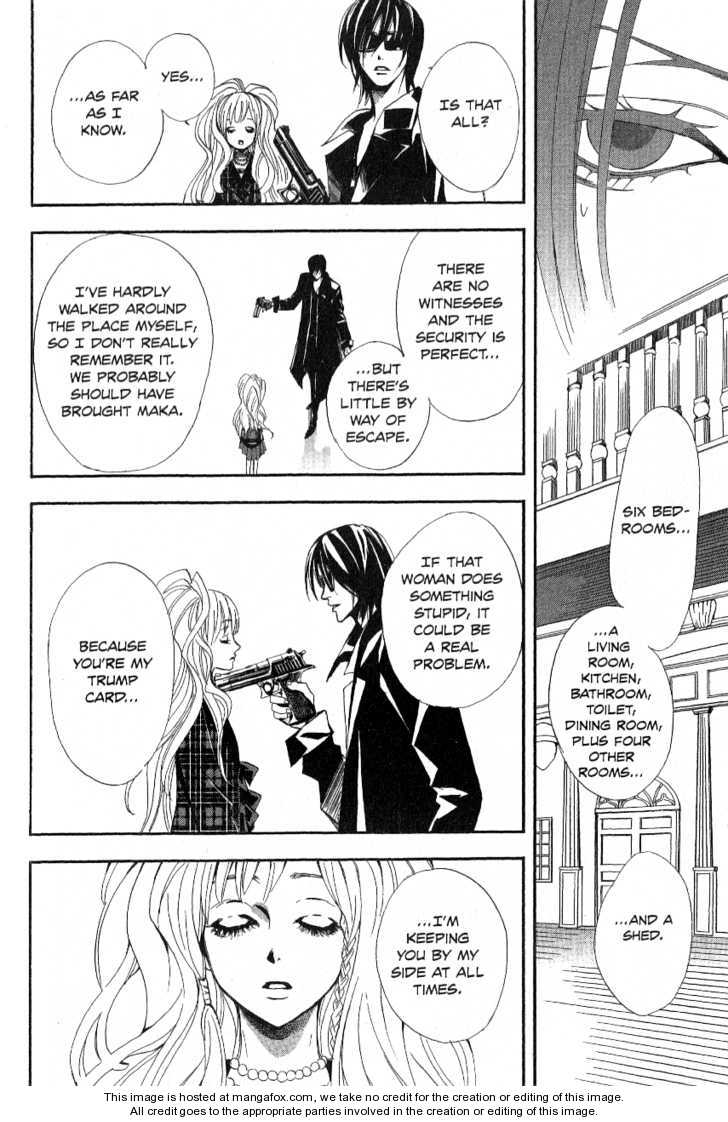 SIX BED-
ROOMS...
...A
LIVING
ROOM,
KITCHEN,
BATHROOM,
TOILET,
DINING ROOM,
PLUS FOUR
OTHER
ROOMS...
...AND A
SHED.
IS THAT
ALL?
YES...
...AS FAR
AS I
KNOW.
THERE
ARE NO
WITNESSES
AND THE
SECURITY IS
PERFECT...
...BUT
THERE'S
LITTLE BY
WAY OF
ESCAPE.
I'VE HARDLY
WALKED AROUND
THE PLACE MYSELF,
SO I DON'T REALLY
REMEMBER IT.
WE PROBABLY
SHOULD HAVE
BROUGHT MAKA.
IF THAT
WOMAN DOES
SOMETHING
STUPID, IT
COULD BE
A REAL
PROBLEM.
BECAUSE
YOU'RE MY
TRUMP
CARD...
...I'M
KEEPING
YOU BY MY
SIDE AT ALL
TIMES.
This image is hosted at mangafox.com, we take no credit for the creation or editing of this image.
All credit goes to the appropriate parties involved in the creation or editing of this image.